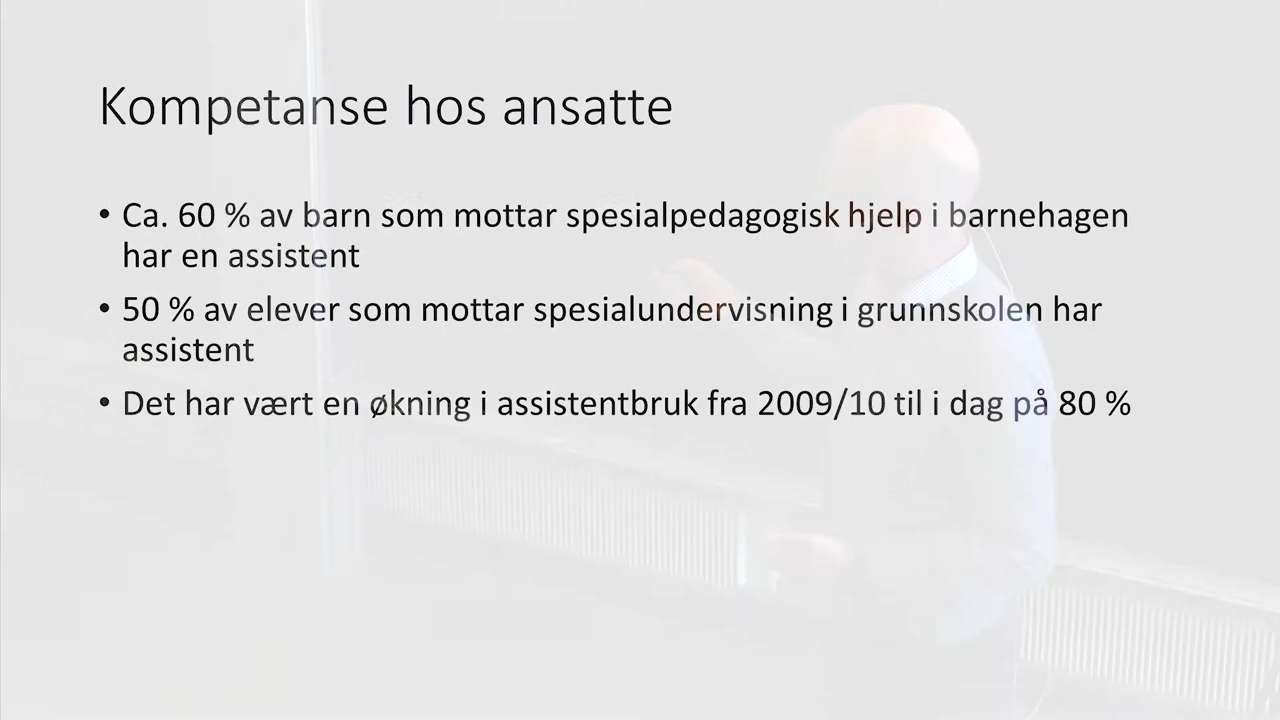 Kompetanse hos ansatte
• Ca. 60 % av barn som mottar spesialpedagogisk hjelp i barnehagen
har en assistent
• 50 % av elever som mottar spesialundervisning i grunnskolen har
assistent
• Det har vært en økning i assistentbruk fra 2009/10 til i dag på 80 %